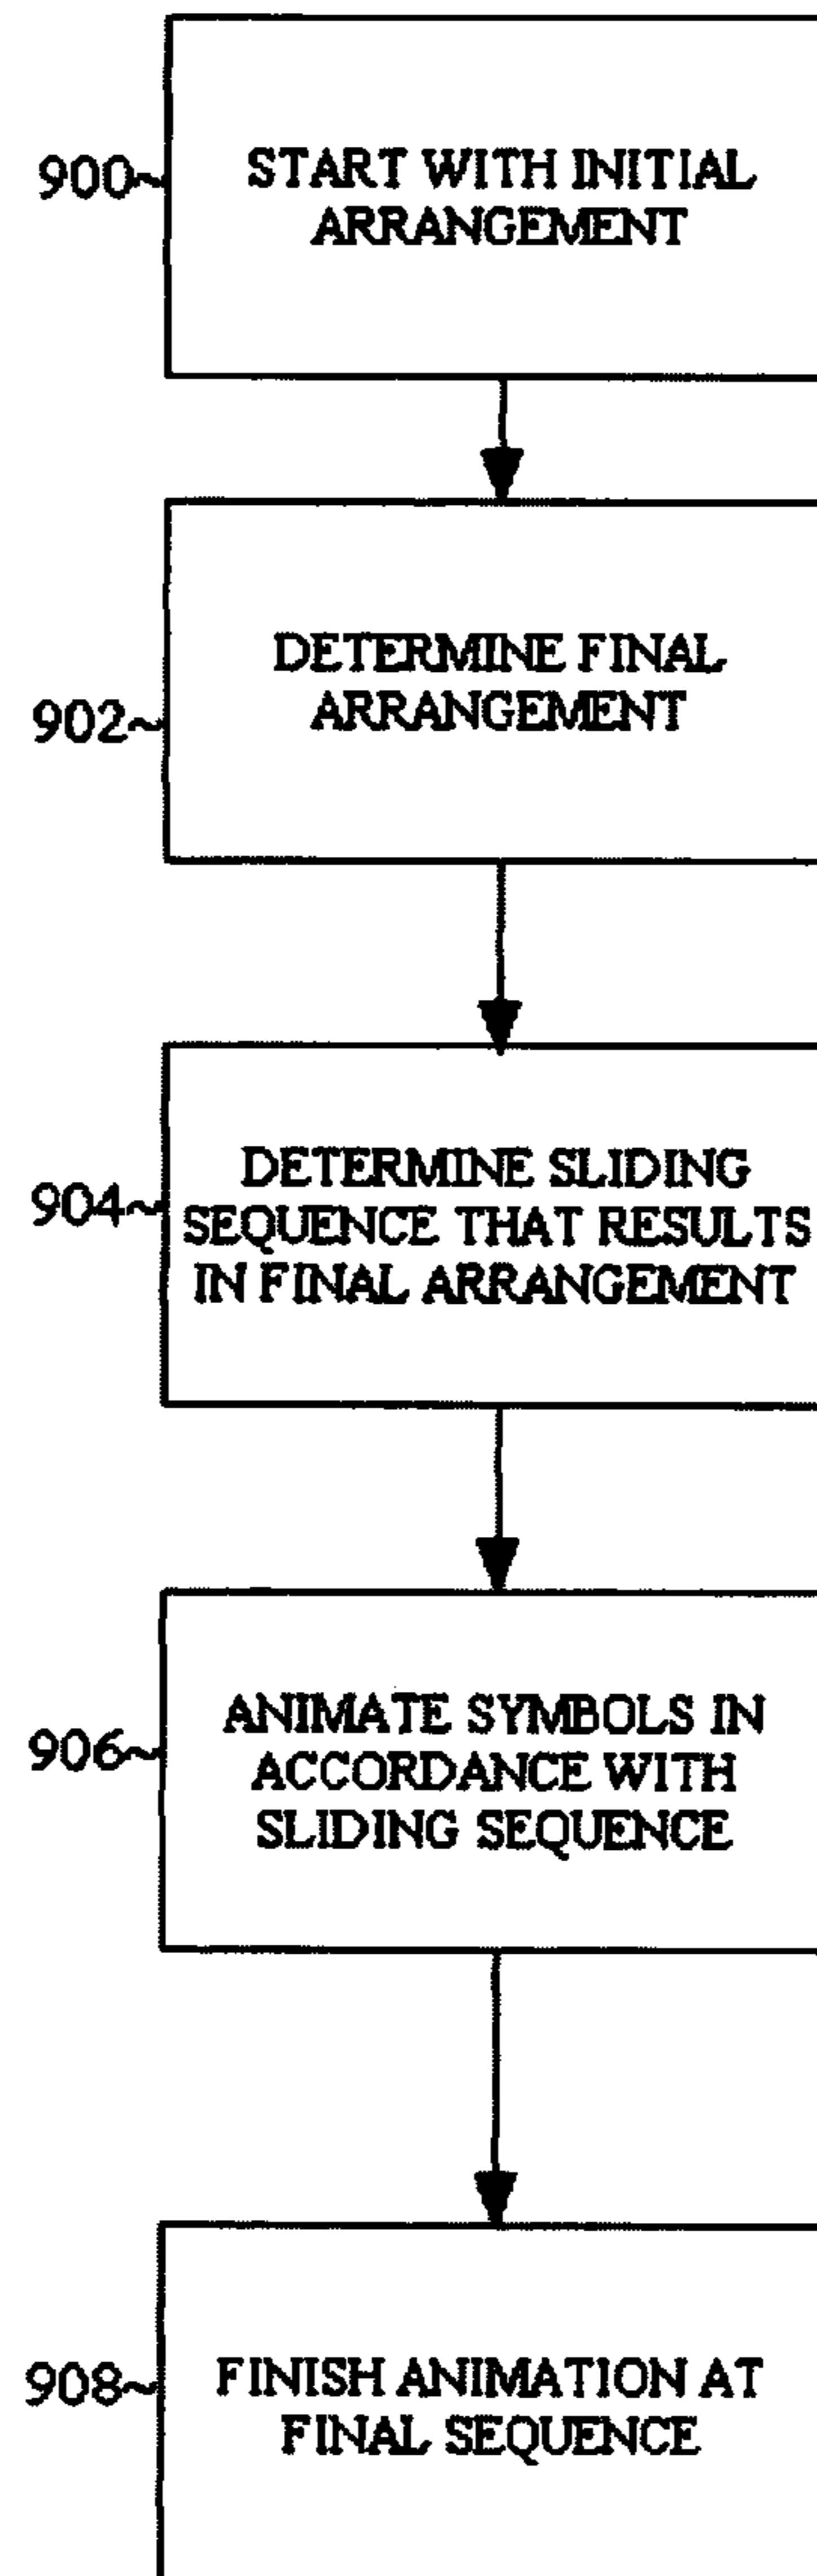 900~
START WITH INITIAL
ARRANGEMENT
902~
DETERMINE FINAL
ARRANGEMENT
904~
DETERMINE SLIDING
SEQUENCE THAT RESULTS
IN FINAL ARRANGEMENT
906~
ANIMATE SYMBOLS IN
ACCORDANCE WITH
SLIDING SEQUENCE
908~
FINISH ANIMATION AT
FINAL SEQUENCE